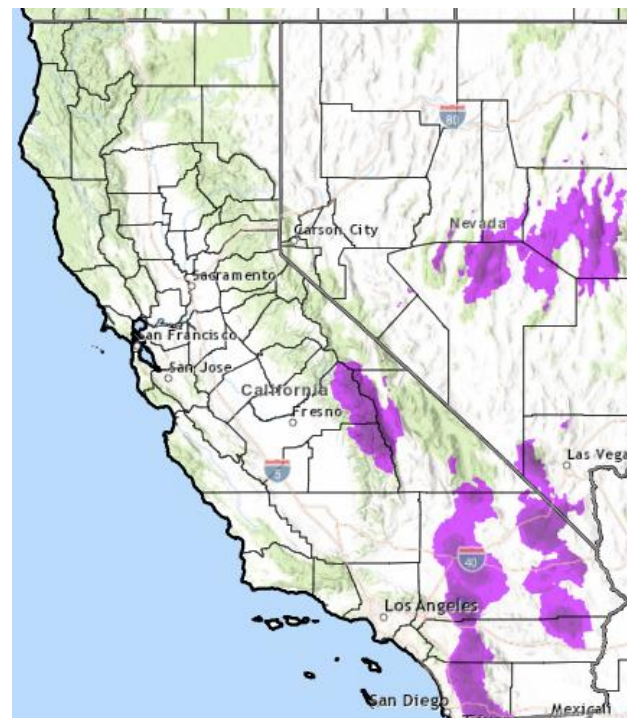 80
Carson City
Nevada
Sacramento
San Francisco
San Jose
California
Fresno
5
Las Vega
40
Los Angeles
San Diego
Mexicali